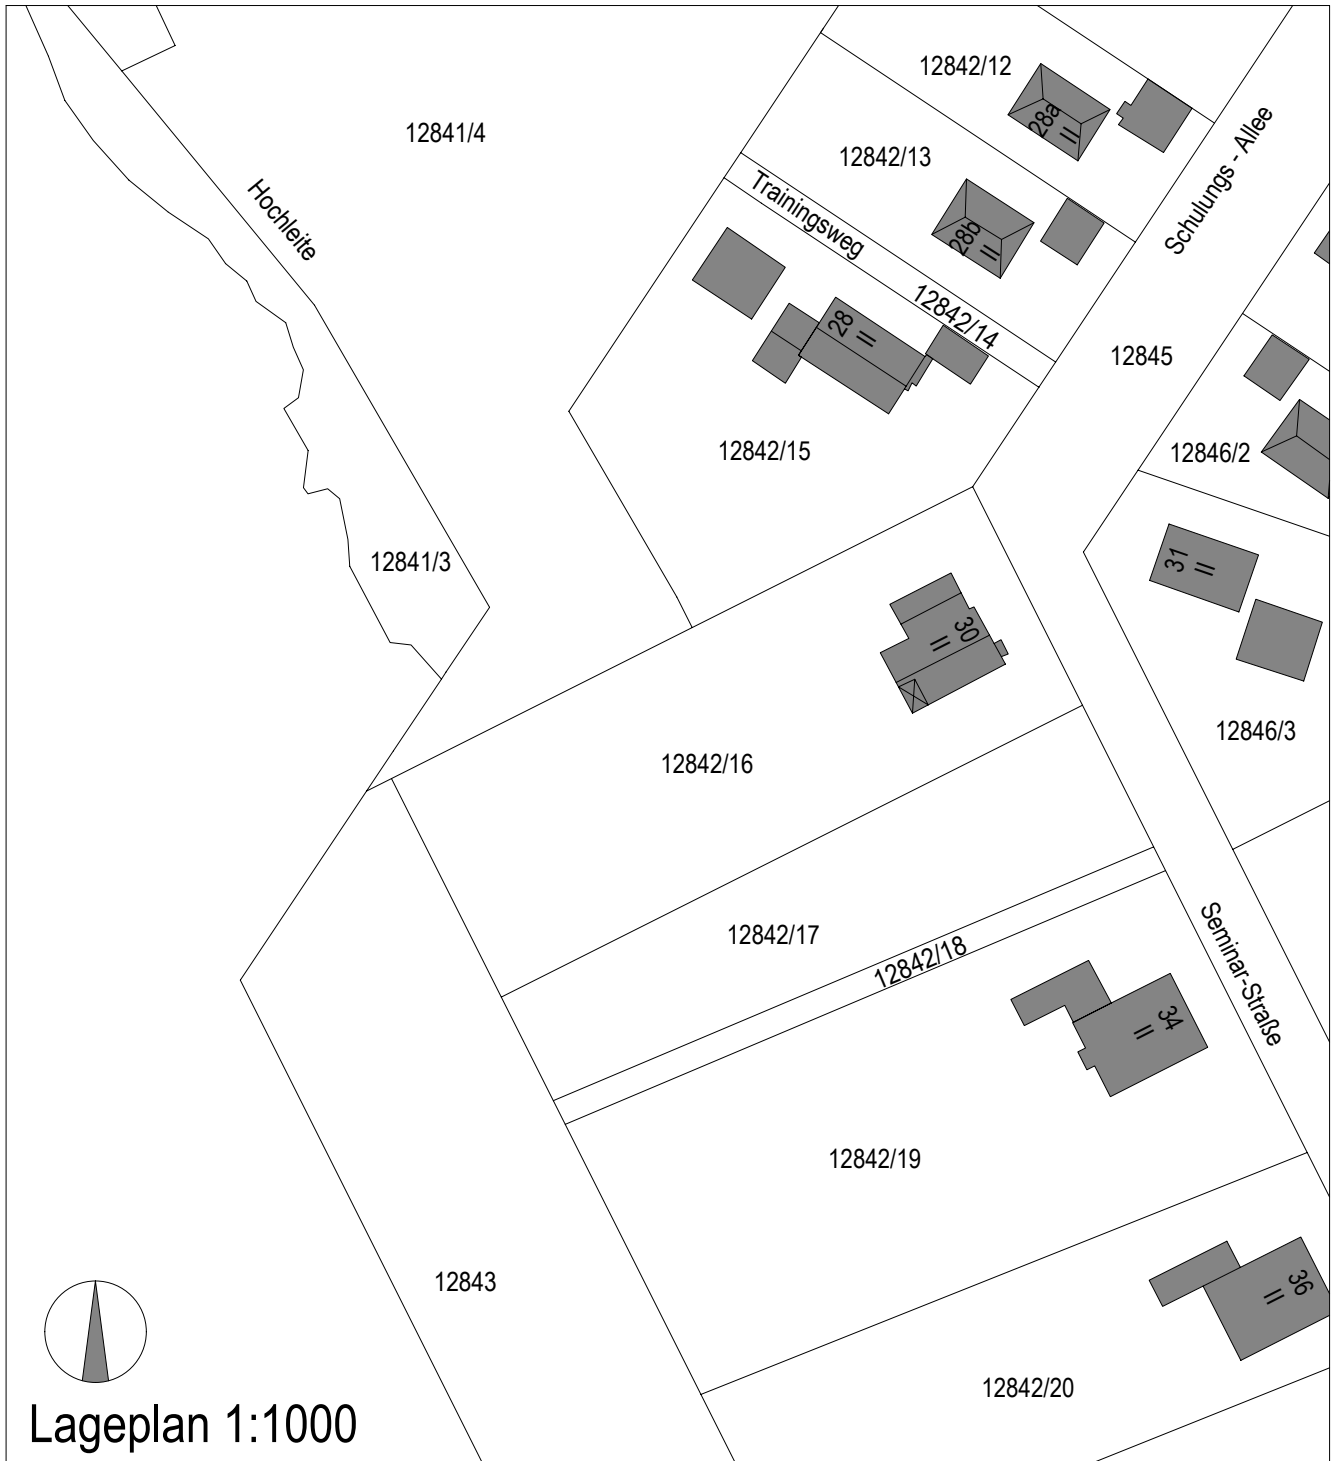 12842/12
28a
II
12841/4
12842/13
Schulungs - Allee
Hochleite
Trainingsweg
28b
II
12842/14
28
II
12845
12842/15
12846/2
12841/3
31
II
30
II
12846/3
12842/16
12842/17
12842/18
Seminar-Straße
34
II
12842/19
12843
36
II
12842/20
Lageplan 1:1000